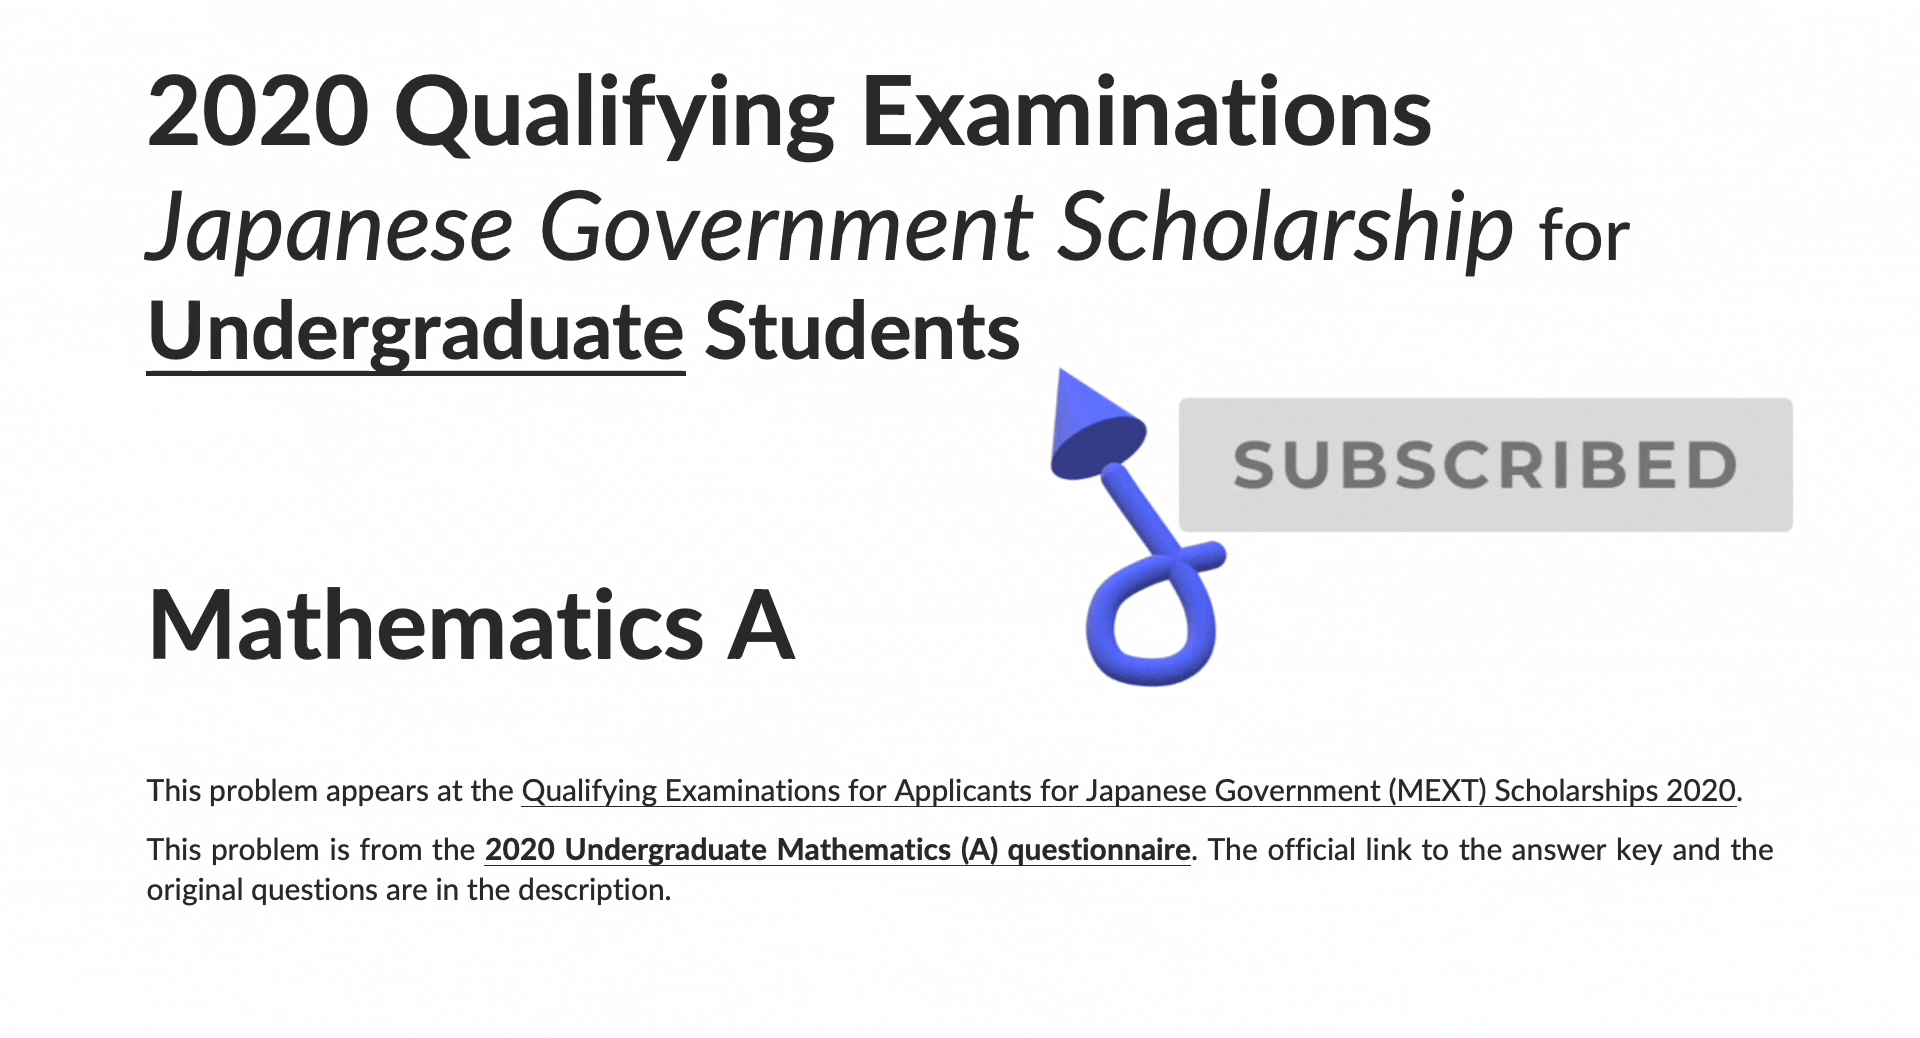 2020 Qualifying Examinations
Japanese Government Scholarship for
Undergraduate Students
SUBSCRIBED
Mathematics A
This problem appears at the Qualifying Examinations for Applicants for Japanese Government (MEXT) Scholarships 2020.
This problem is from the 2020 Undergraduate Mathematics (A) questionnaire. The official link to the answer key and the
original questions are in the description.